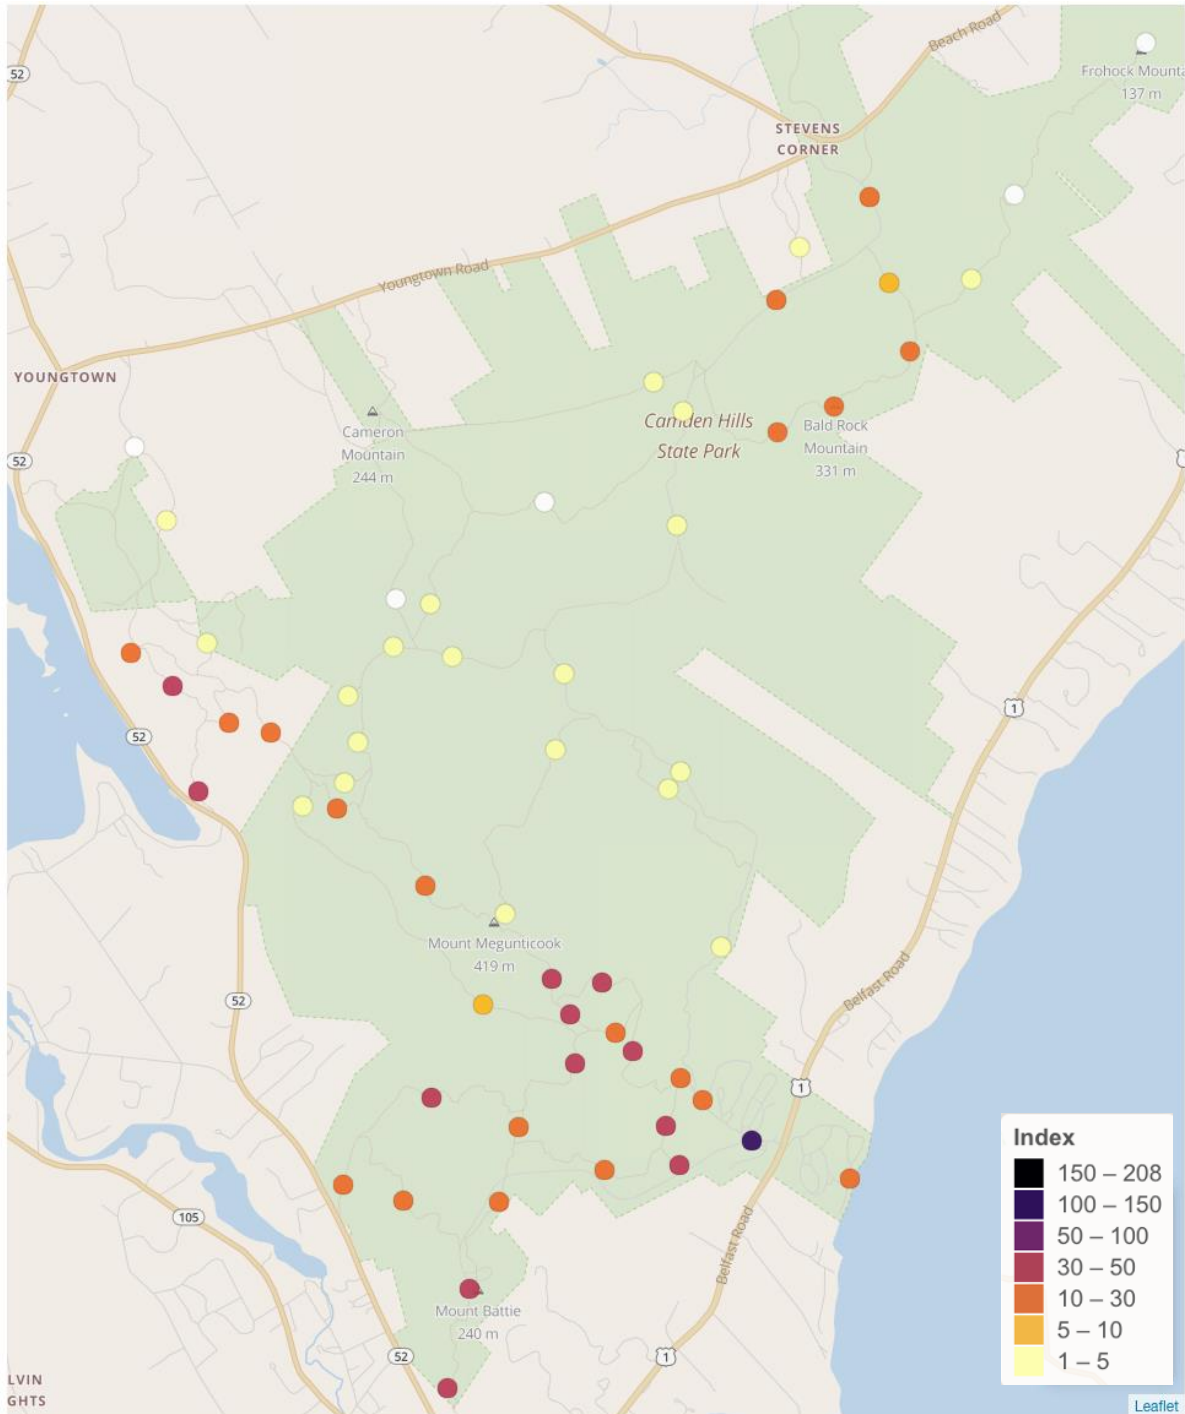 52
Beach Road
Frohock Mounta
137 m
STEVENS
CORNER
Youngtown Road
YOUNGTOWN
Cameron
Mountain
244 m
Camden Hills
State Park
Bald Rock
Mountain
331 m
52
1
52
Mount Megunticook
419 m
52
Belfast Road
1
105
Belfast Road
Mount Battie
240 m
52
1
LVIN
GHTS
Index
150 – 208
100 – 150
50 – 100
30 – 50
10 – 30
5 – 10
1 – 5
Leaflet